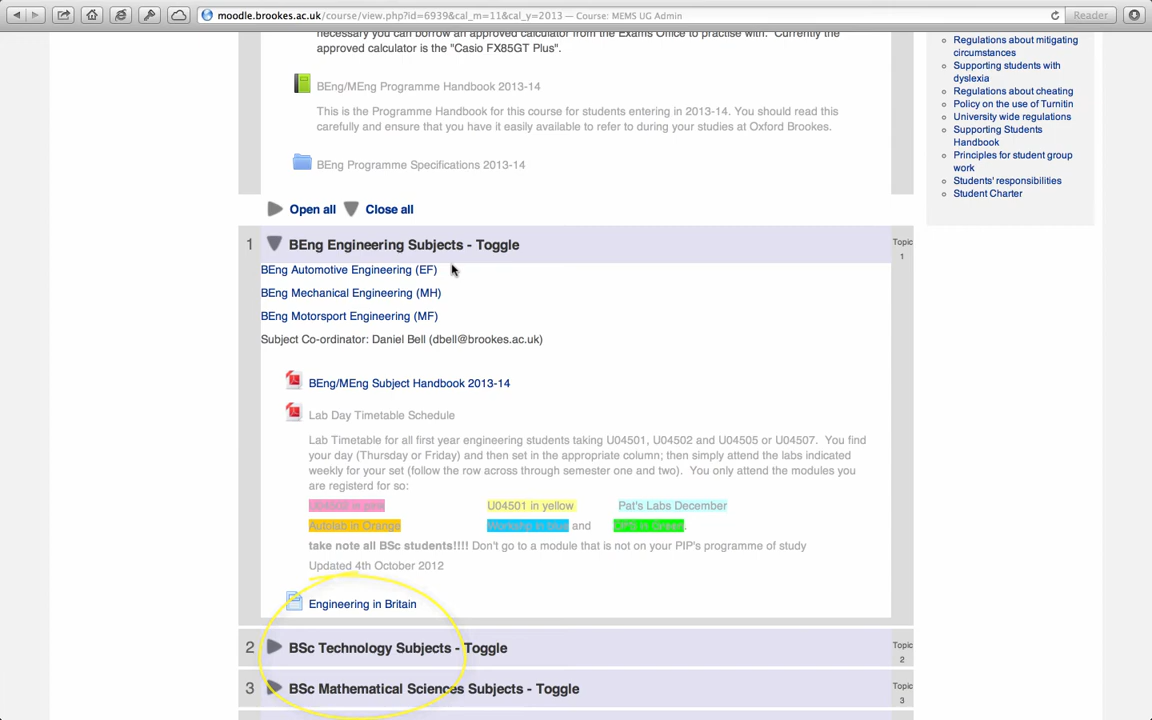 moodle.brookes.ac.uk/course/view.php?id=6939&cal_m=11&cal_y=2013 — Course: MEMS UG Admin
Reader
necessary you can borrow an approved calculator from the Exams Office to practise with. Currently the
approved calculator is the "Casio FX85GT Plus".
BEng/MEng Programme Handbook 2013-14
This is the Programme Handbook for this course for students entering in 2013-14. You should read this
carefully and ensure that you have it easily available to refer to during your studies at Oxford Brookes.
BEng Programme Specifications 2013-14
Open all Close all
1 BEng Engineering Subjects - Toggle
Topic
1
BEng Automotive Engineering (EF)
BEng Mechanical Engineering (MH)
BEng Motorsport Engineering (MF)
Subject Co-ordinator: Daniel Bell (dbell@brookes.ac.uk)
BEng/MEng Subject Handbook 2013-14
Lab Day Timetable Schedule
Lab Timetable for all first year engineering students taking U04501, U04502 and U04505 or U04507. You find
your day (Thursday or Friday) and then set in the appropriate column; then simply attend the labs indicated
weekly for your set (follow the row across through semester one and two). You only attend the modules you
are registerd for so:
in pink U04501 in yellow Pat's Labs December
Autolab in Orange Workshp in blue and in Green.
take note all BSc students!!!! Don't go to a module that is not on your PIP's programme of study
Updated 4th October 2012
Engineering in Britain
2 BSc Technology Subjects - Toggle
Topic
2
3 BSc Mathematical Sciences Subjects - Toggle
Topic
3
Regulations about mitigating
circumstances
Supporting students with
dyslexia
Regulations about cheating
Policy on the use of Turnitin
University wide regulations
Supporting Students
Handbook
Principles for student group
work
Students' responsibilities
Student Charter